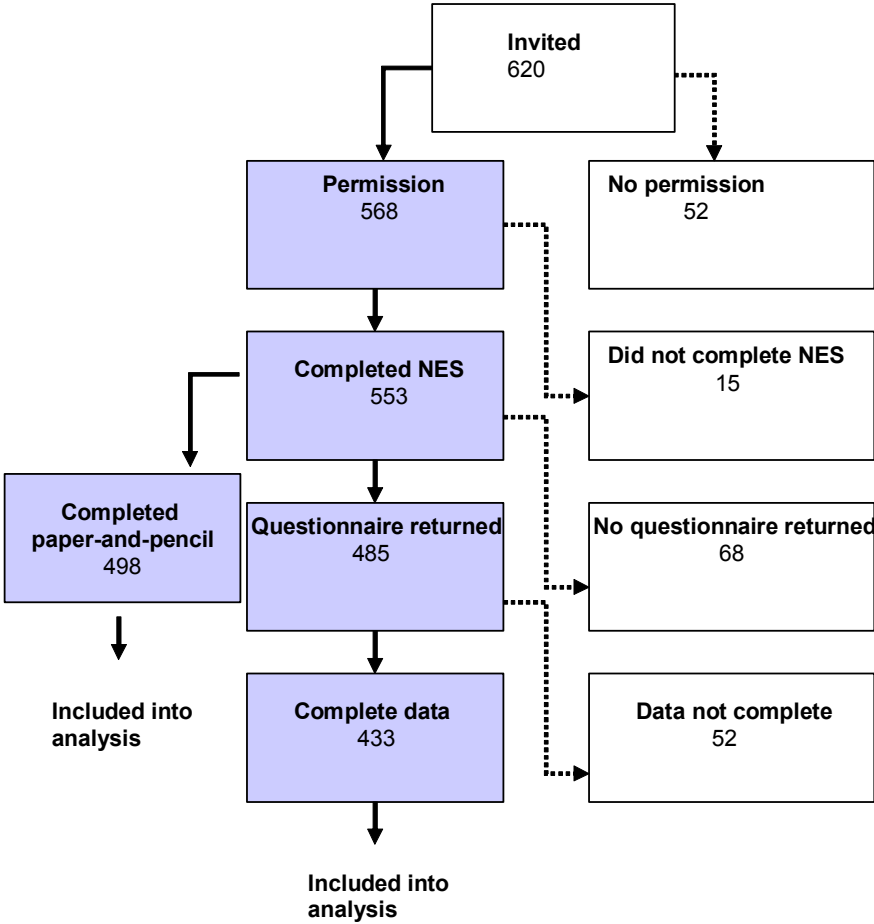 Invited
620
Permission
568
No permission
52
Completed NES
553
Did not complete NES
15
Completed
paper-and-pencil
498
Questionnaire returned
485
No questionnaire returned
68
Included into
analysis
Complete data
433
Data not complete
52
Included into
analysis